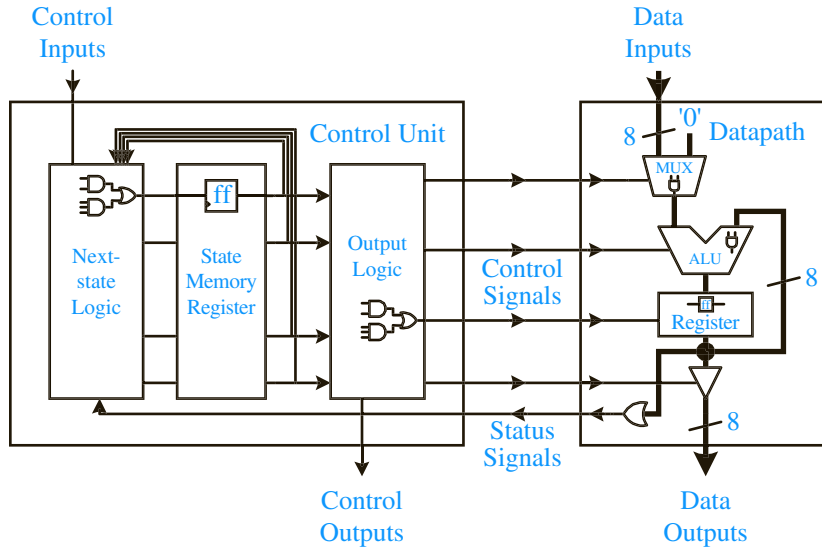 Control
Inputs
Data
Inputs
Control Unit
8
'0'
Datapath
MUX
ff
Next-
state
Logic
State
Memory
Register
Output
Logic
ALU
Control
Signals
8
ff
Register
Status
Signals
8
Control
Outputs
Data
Outputs